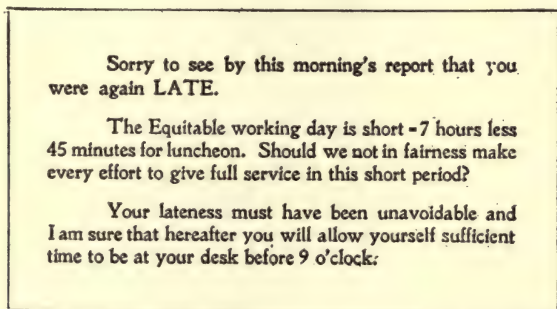 Sorry to see by this morning's report that you
were again LATE.
The Equitable working day is short - 7 hours less
45 minutes for luncheon. Should we not in fairness make
every effort to give full service in this short period?
Your lateness must have been unavoidable and
I am sure that hereafter you will allow yourself sufficient
time to be at your desk before 9 o'clock.